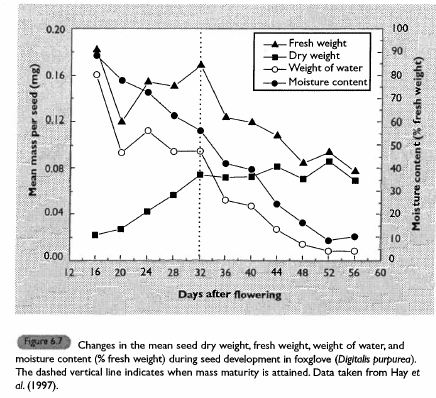 0.20
0.16
0.12
0.08
0.04
0.00
Mean mass per seed (mg)
Fresh weight
Dry weight
Weight of water
Moisture content
100
90
80
70
60
50
40
30
20
10
0
Moisture content (% fresh weight)
12 16 20 24 28 32 36 40 44 48 52 56 60
Days after flowering
Figure 6.7 Changes in the mean seed dry weight, fresh weight, weight of water, and
moisture content (% fresh weight) during seed development in foxglove (Digitalis purpurea).
The dashed vertical line indicates when mass maturity is attained. Data taken from Hay et
al. (1997).